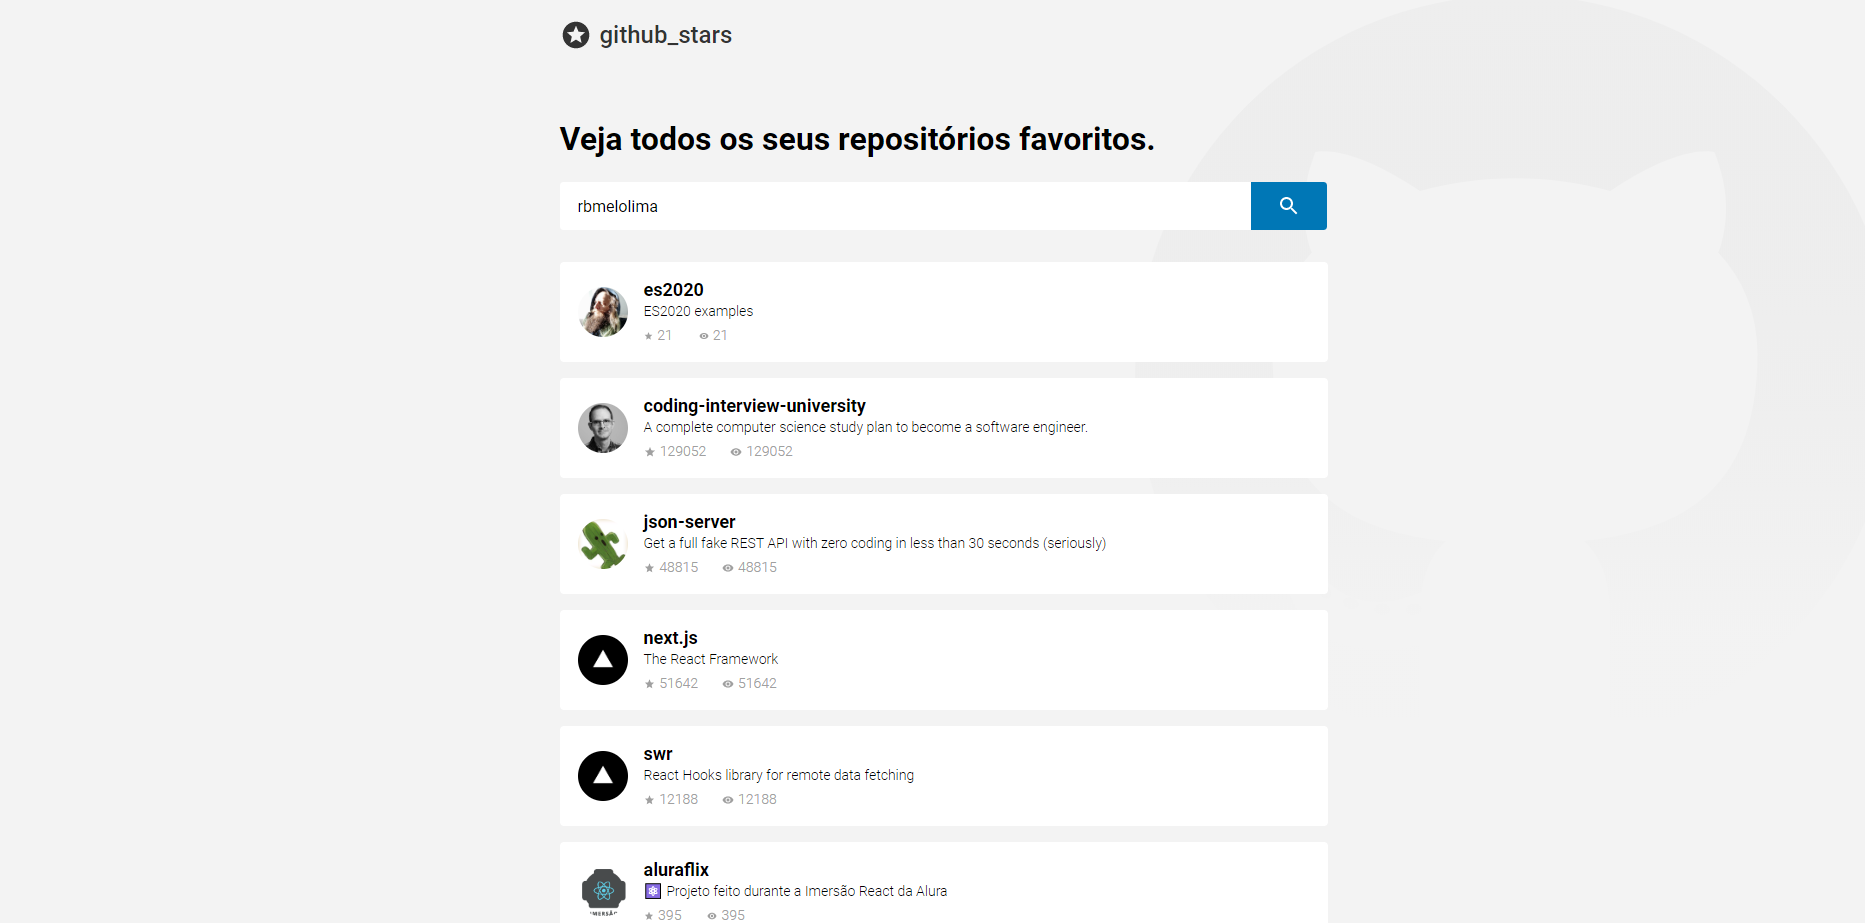 github_stars
Veja todos os seus repositórios favoritos.
rbmelolima
es2020
ES2020 examples
21 21
coding-interview-university
A complete computer science study plan to become a software engineer.
129052 129052
json-server
Get a full fake REST API with zero coding in less than 30 seconds (seriously)
48815 48815
next.js
The React Framework
51642 51642
swr
React Hooks library for remote data fetching
12188 12188
aluraflix
Projeto feito durante a Imersão React da Alura
395 395